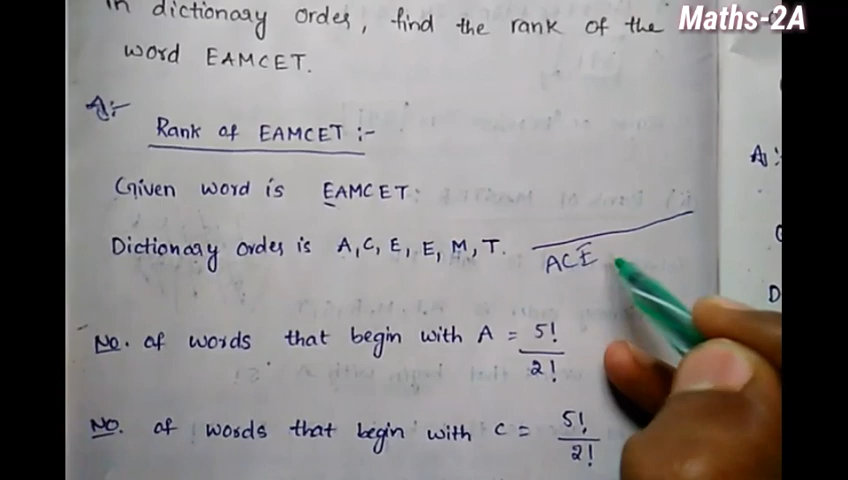 in dictionary order, find the rank of the
Maths-2A
word EAMCET.
A:-
Rank of EAMCET :-
Given word is EAMCET:
Dictionary order is A, C, E, E, M, T.
ACE
No. of words that begin with A = 5!/2!
No. of words that begin with C = 5!/2!
A: